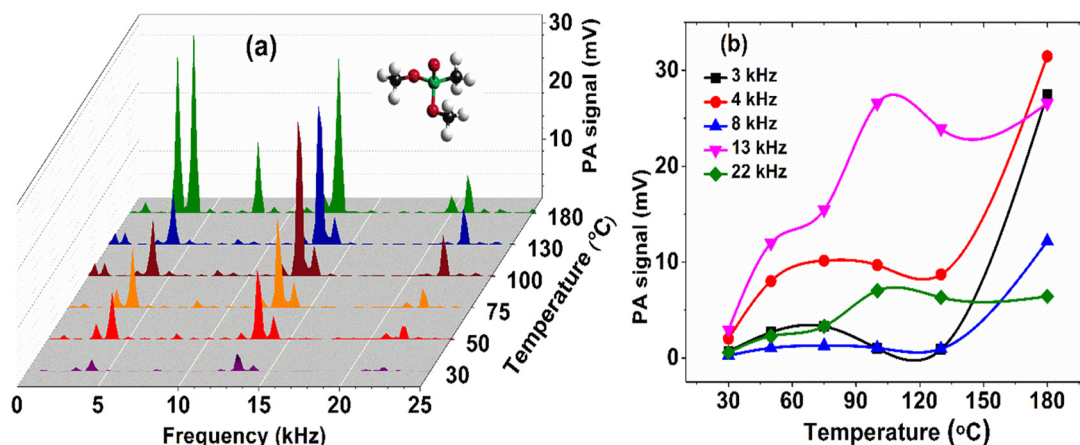 (a)
30
20
10
PA signal (mV)
180
130
100
75
50
30
Temperature (°C)
0 5 10 15 20 25
Frequency (kHz)
(b)
3 kHz
4 kHz
8 kHz
13 kHz
22 kHz
30
20
10
0
PA signal (mV)
30 60 90 120 150 180
Temperature (°C)